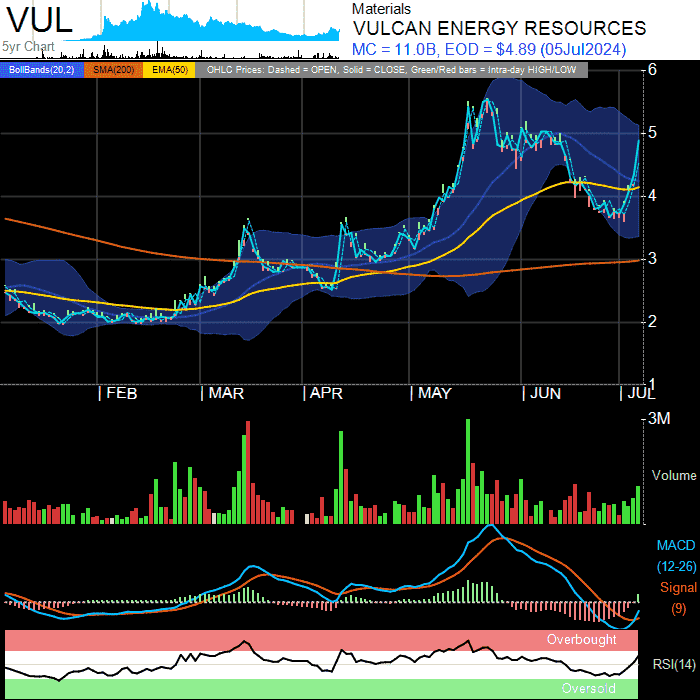 VUL
5yr Chart
Materials
VULCAN ENERGY RESOURCES
MC = 11.0B, EOD = $4.89 (05Jul2024)
BollBands(20,2) SMA(200) EMA(50) OHLC Prices: Dashed = OPEN, Solid = CLOSE, Green/Red bars = Intra-day HIGH/LOW
6
5
4
3
2
1
FEB MAR APR MAY JUN JUL
3M
Volume
MACD
(12-26)
Signal
(9)
Overbought
RSI(14)
Oversold